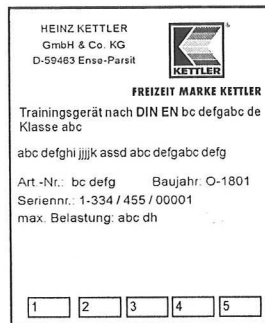 HEINZ KETTLER
GmbH & Co. KG
D-59463 Ense-Parsit
KETTLER
FREIZEIT MARKE KETTLER
Trainingsgerät nach DIN EN bc defgabc de
Klasse abc
abc defghi jjjjk assd abc defgabc defg
Art.-Nr.: bc defg Baujahr: O-1801
Seriennr.: 1-334 / 455 / 00001
max. Belastung: abc dh
1 2 3 4 5